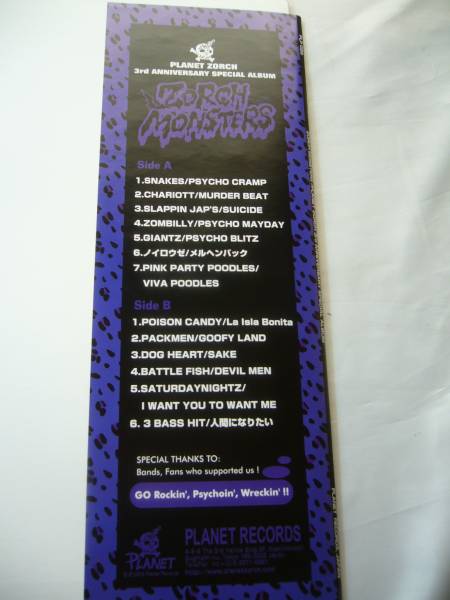 PLANET ZORCH
3rd ANNIVERSARY SPECIAL ALBUM
ZORCH
MONSTERS
Side A
1.SNAKES/PSYCHO CRAMP
2.CHARIOTT/MURDER BEAT
3.SLAPPIN JAP'S/SUICIDE
4.ZOMBILLY/PSYCHO MAYDAY
5.GIANTZ/PSYCHO BLITZ
6.ノイロウゼ/メルヘンバック
7.PINK PARTY POODLES/
VIVA POODLES
Side B
1.POISON CANDY/La Isla Bonita
2.PACKMEN/GOOFY LAND
3.DOG HEART/SAKE
4.BATTLE FISH/DEVIL MEN
5.SATURDAYNIGHTZ/
I WANT YOU TO WANT ME
6. 3 BASS HIT/人間になりたい
SPECIAL THANKS TO:
Bands, Fans who supported us !
GO Rockin', Psychoin', Wreckin' !!
PLANET
PLANET RECORDS